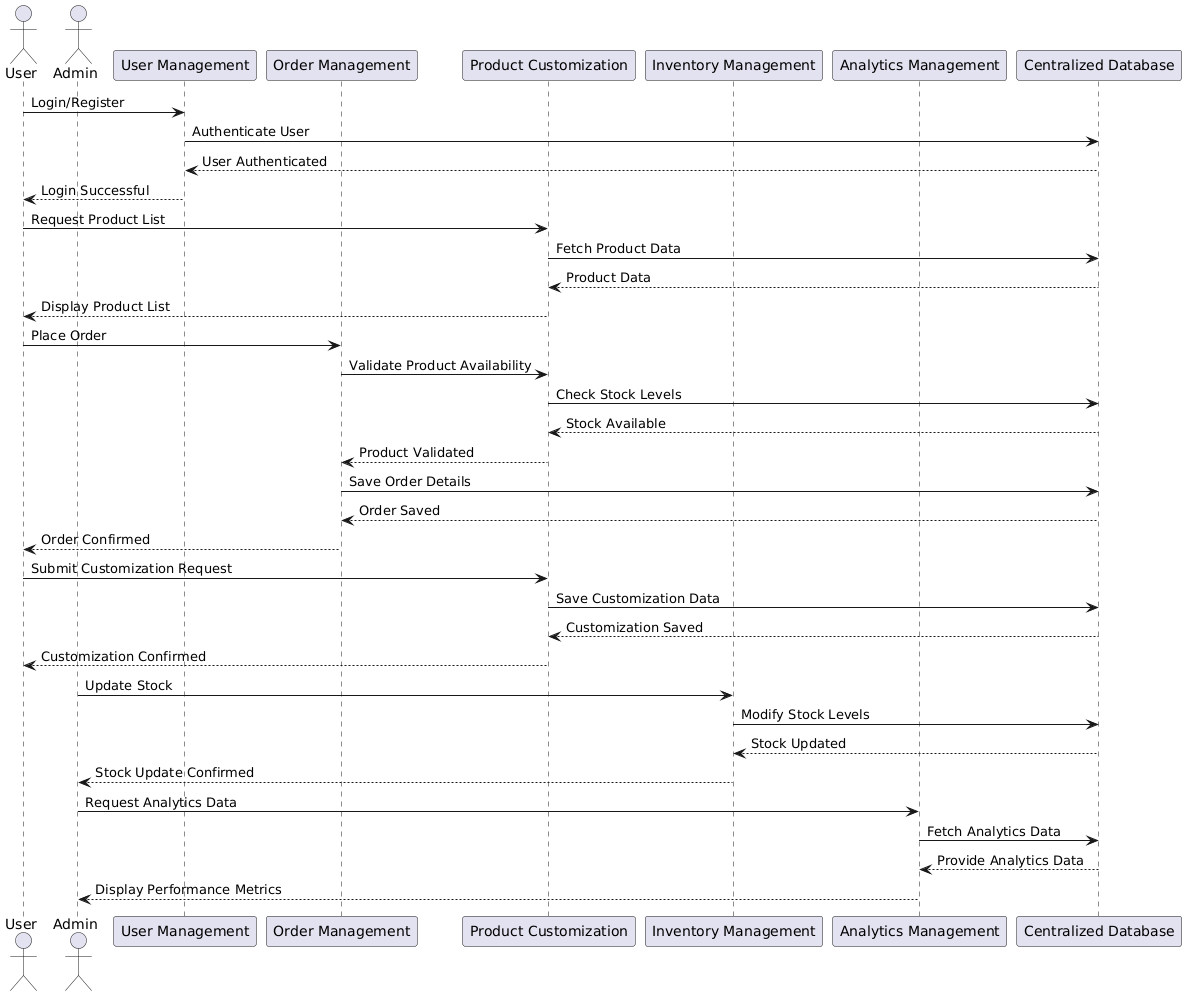 User
Admin
User Management
Order Management
Product Customization
Inventory Management
Analytics Management
Centralized Database
Login/Register
Authenticate User
User Authenticated
Login Successful
Request Product List
Fetch Product Data
Product Data
Display Product List
Place Order
Validate Product Availability
Check Stock Levels
Stock Available
Product Validated
Save Order Details
Order Saved
Order Confirmed
Submit Customization Request
Save Customization Data
Customization Saved
Customization Confirmed
Update Stock
Modify Stock Levels
Stock Updated
Stock Update Confirmed
Request Analytics Data
Fetch Analytics Data
Provide Analytics Data
Display Performance Metrics
User
Admin
User Management
Order Management
Product Customization
Inventory Management
Analytics Management
Centralized Database